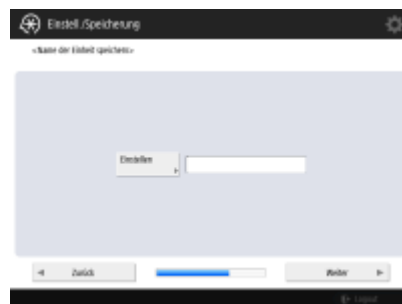 Einstell./Speicherung
<Name der Einheit speichern>
Einstellen
Zurück
Weiter
Logout